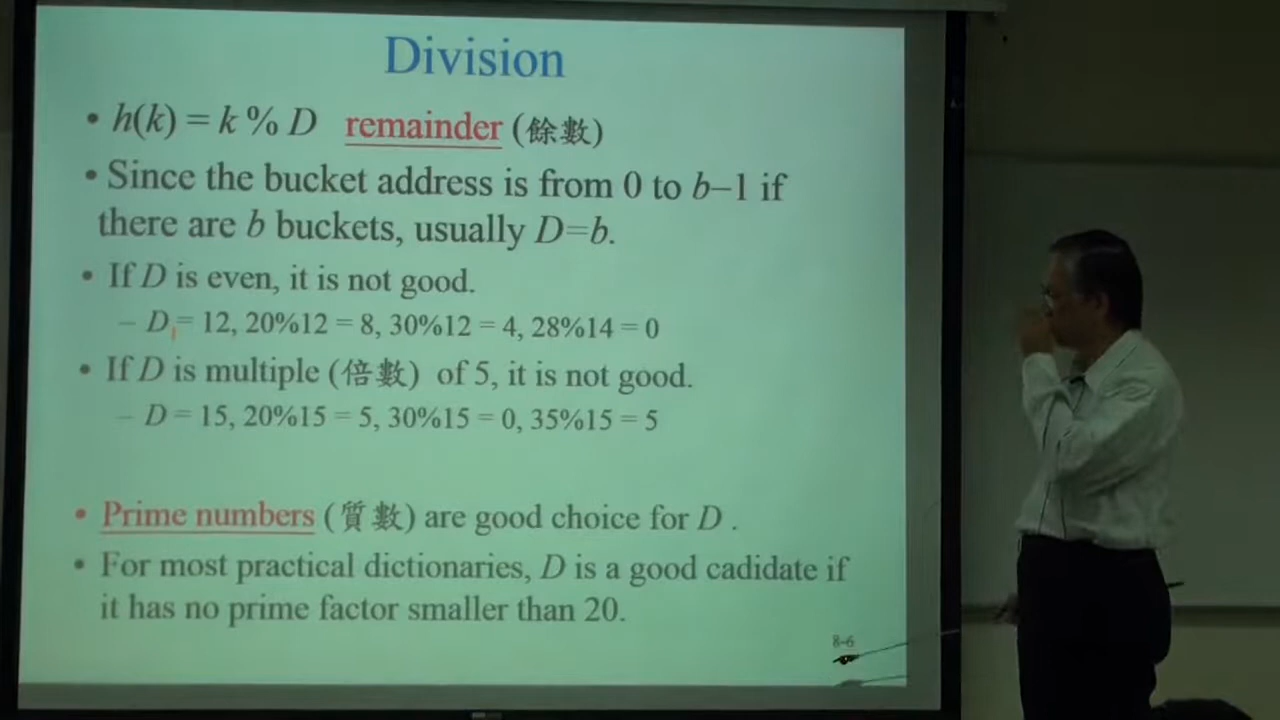 Division
• h(k) = k % D remainder (餘數)
• Since the bucket address is from 0 to b–1 if
there are b buckets, usually D=b.
• If D is even, it is not good.
– D = 12, 20%12 = 8, 30%12 = 4, 28%14 = 0
• If D is multiple (倍數) of 5, it is not good.
– D = 15, 20%15 = 5, 30%15 = 0, 35%15 = 5
• Prime numbers (質數) are good choice for D .
• For most practical dictionaries, D is a good cadidate if
it has no prime factor smaller than 20.
8-6